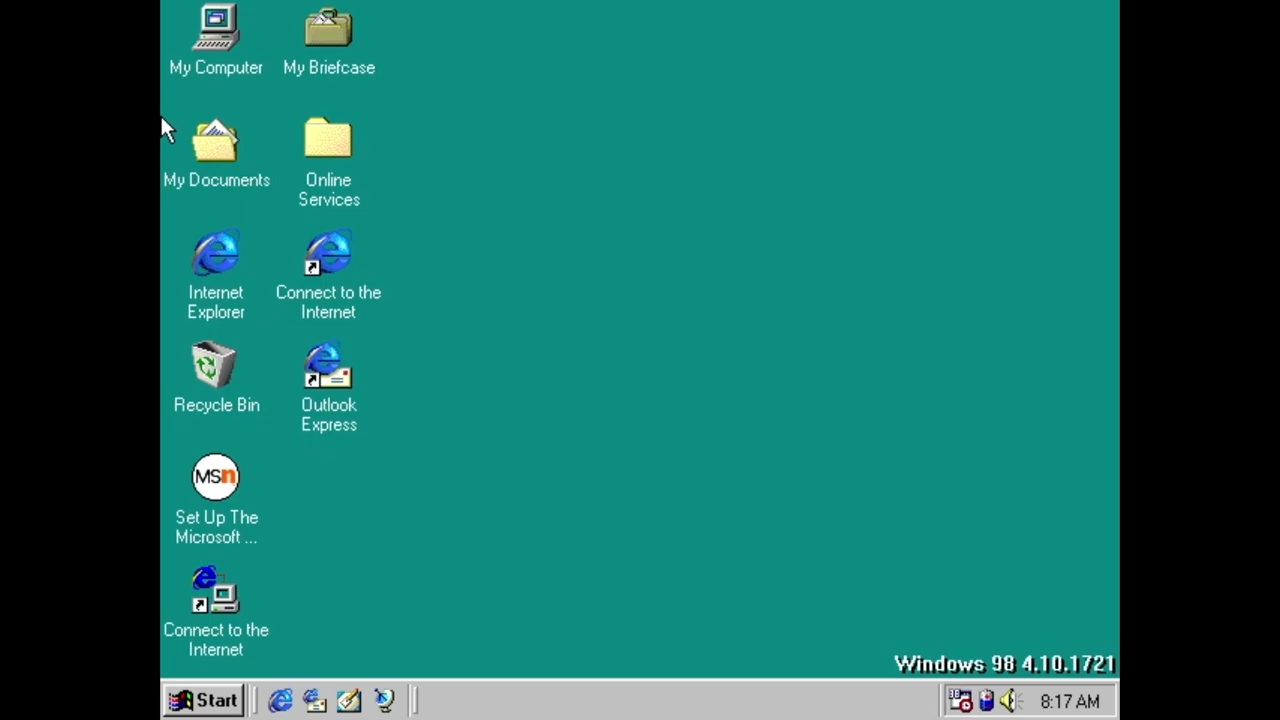 My Computer
My Briefcase
My Documents
Online
Services
Internet
Explorer
Connect to the
Internet
Recycle Bin
Outlook
Express
MSn
Set Up The
Microsoft ...
Connect to the
Internet
Windows 98 4.10.1721
Start
8:17 AM